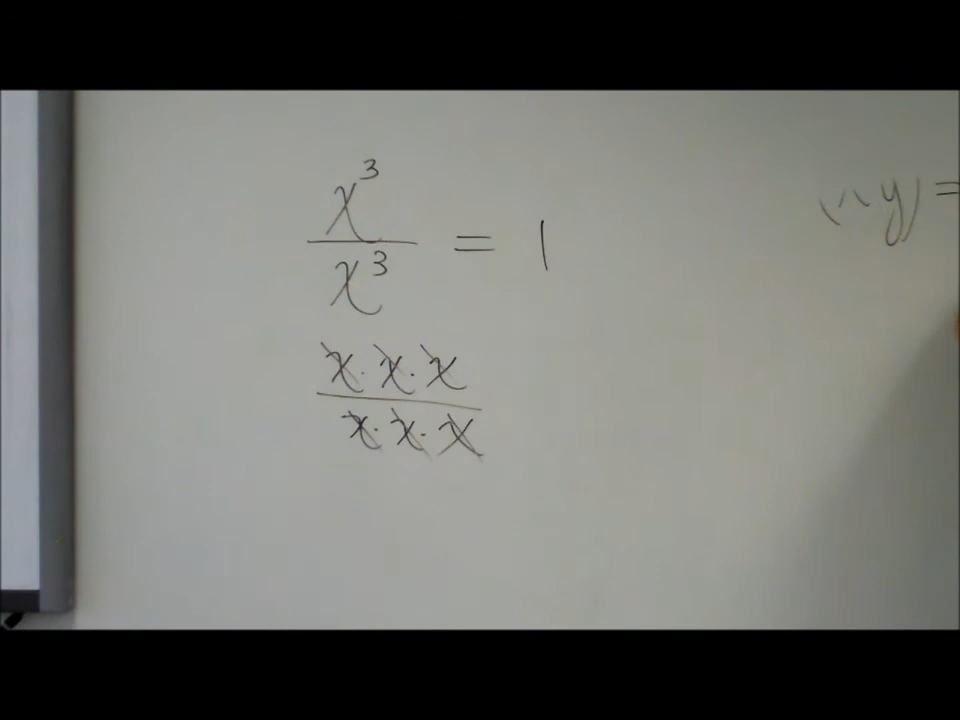 x³/x³ = 1
x · x · x / x · x · x
y) =